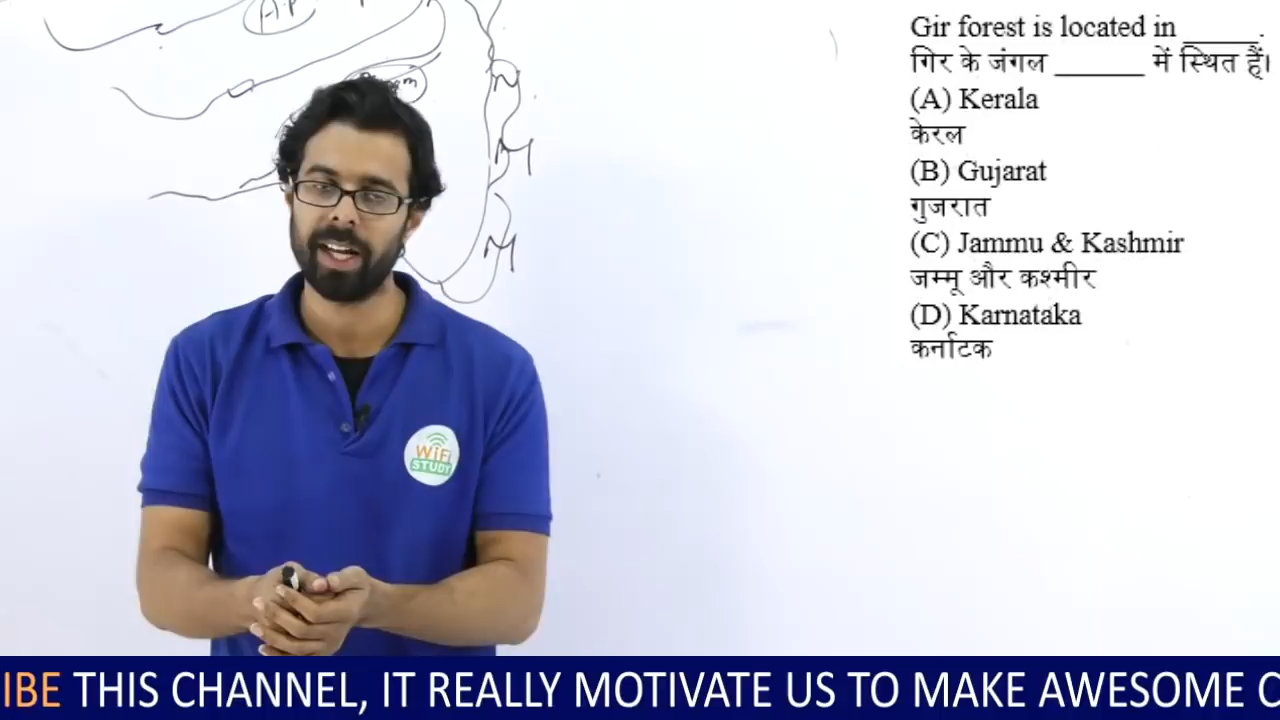 A.P
Gir forest is located in _____.
गिर के जंगल ______ में स्थित हैं।
(A) Kerala
केरल
(B) Gujarat
गुजरात
(C) Jammu & Kashmir
जम्मू और कश्मीर
(D) Karnataka
कर्नाटक
M
M
WiFi
STUDY
IBE THIS CHANNEL, IT REALLY MOTIVATE US TO MAKE AWESOME